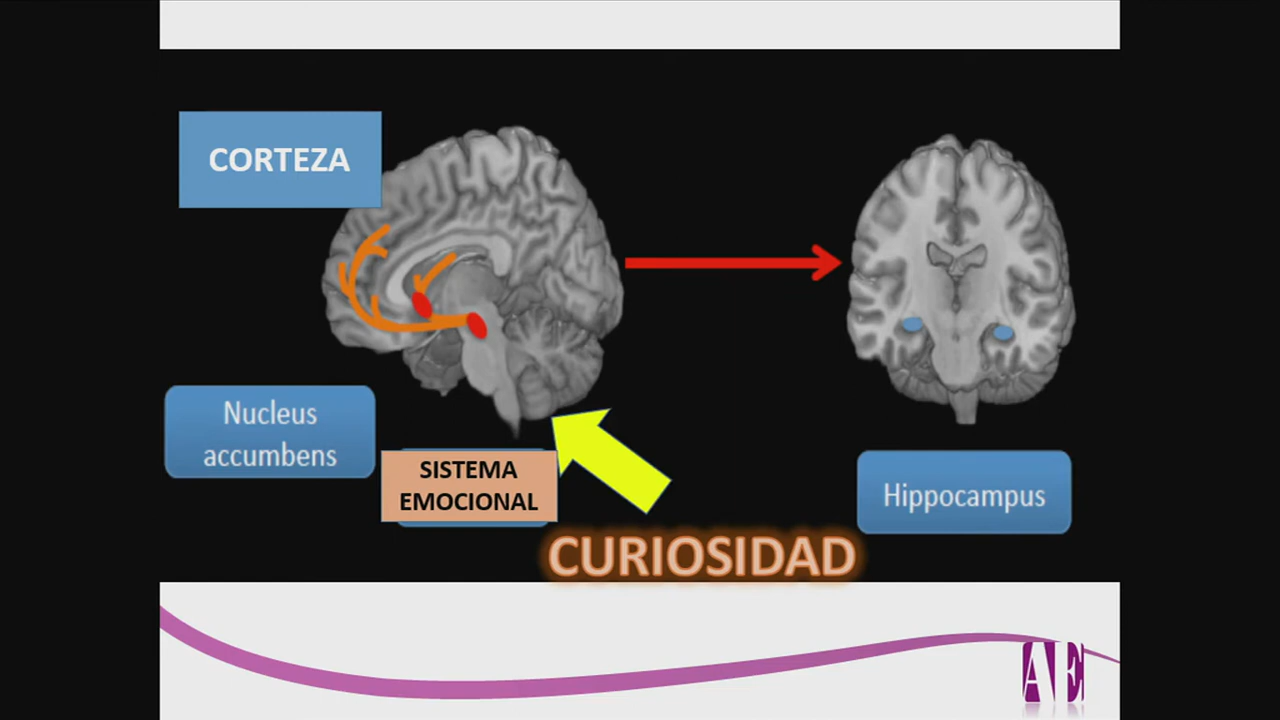 CORTEZA
Nucleus
accumbens
SISTEMA
EMOCIONAL
Hippocampus
CURIOSIDAD
AE